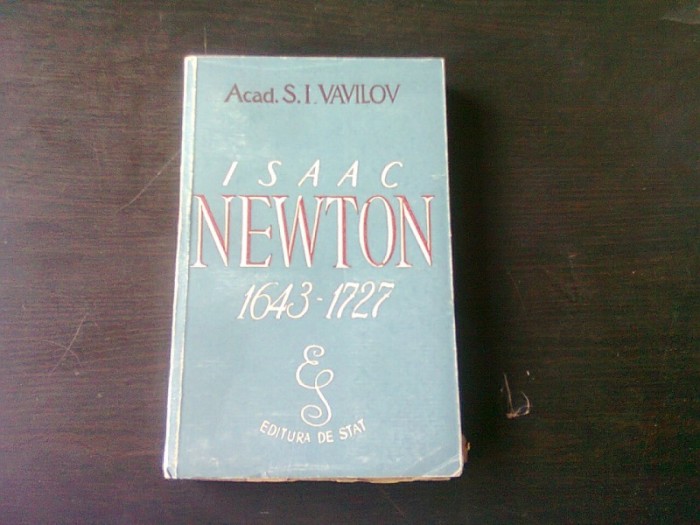 Acad. S. I. VAVILOV
ISAAC
NEWTON
1643-1727
ES
EDITURA DE STAT